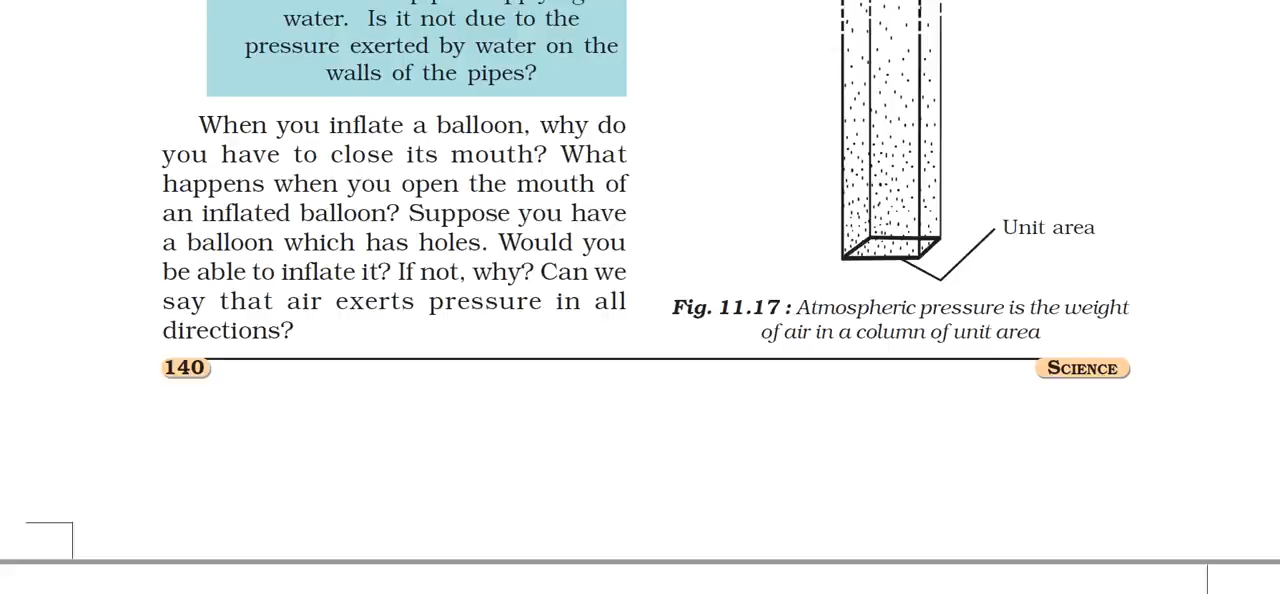 water. Is it not due to the
pressure exerted by water on the
walls of the pipes?
When you inflate a balloon, why do
you have to close its mouth? What
happens when you open the mouth of
an inflated balloon? Suppose you have
a balloon which has holes. Would you
be able to inflate it? If not, why? Can we
say that air exerts pressure in all
directions?
Unit area
Fig. 11.17 : Atmospheric pressure is the weight
of air in a column of unit area
140
SCIENCE